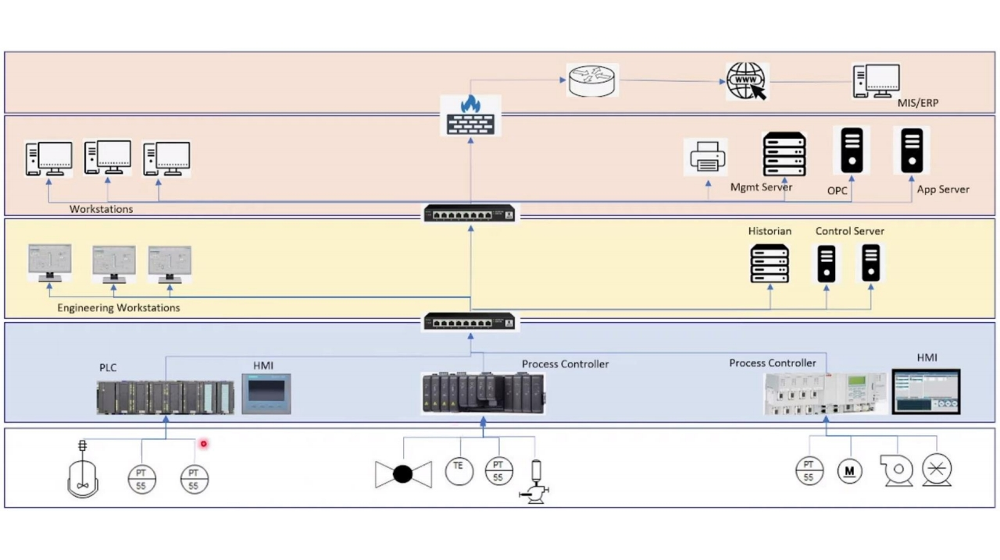 WWW
MIS/ERP
Workstations
Mgmt Server
OPC
App Server
Historian
Control Server
Engineering Workstations
PLC
HMI
Process Controller
Process Controller
HMI
PT
55
PT
55
TE
PT
55
PT
55
M